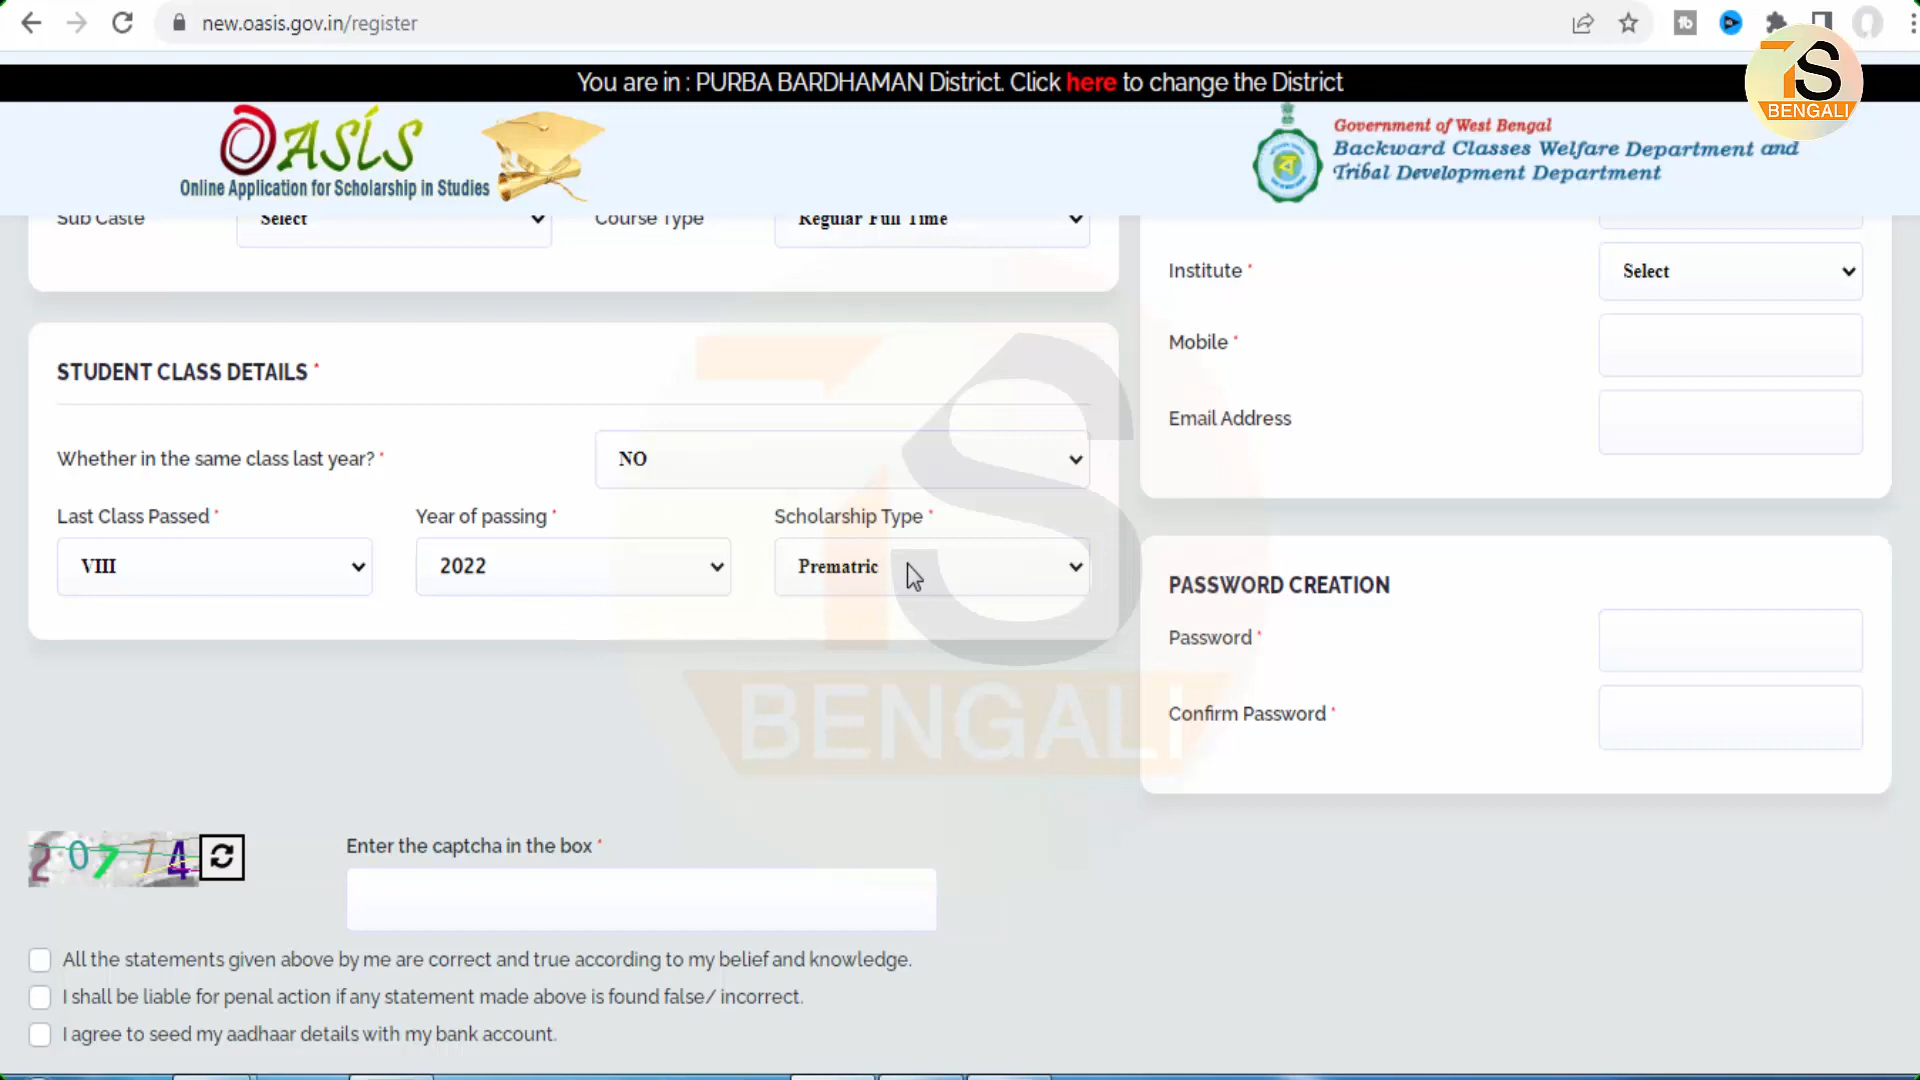 new.oasis.gov.in/register
You are in : PURBA BARDHAMAN District. Click here to change the District
OASIS
Online Application for Scholarship in Studies
Government of West Bengal
Backward Classes Welfare Department and
Tribal Development Department
7S
BENGALI
Sub Caste
Select
Course Type
Regular Full Time
STUDENT CLASS DETAILS *
Whether in the same class last year? *
NO
Last Class Passed *
Year of passing *
Scholarship Type *
VIII
2022
Prematric
Institute *
Select
Mobile *
Email Address
PASSWORD CREATION
Password *
Confirm Password *
7S
BENGALI
20774
Enter the captcha in the box *
All the statements given above by me are correct and true according to my belief and knowledge.
I shall be liable for penal action if any statement made above is found false/ incorrect.
I agree to seed my aadhaar details with my bank account.